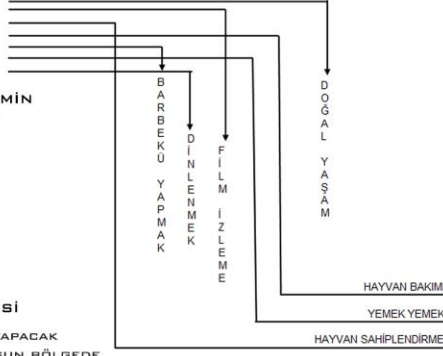 MİN
BARBEKÜ YAPMAK
DİNLENMEK
FİLM İZLEME
DOĞAL YAŞAM
HAYVAN BAKIM
YEMEK YEMEK
Sİ
HAYVAN SAHİPLENDİRME
APACAK
BÖLGEDE